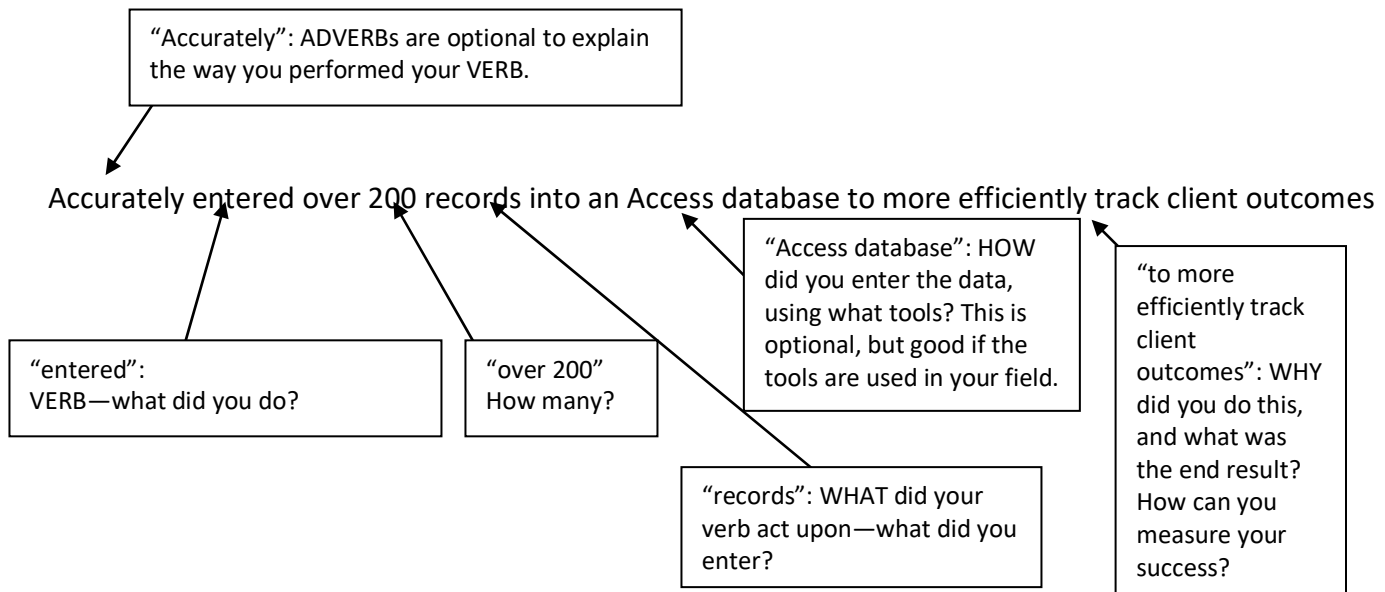 “Accurately”: ADVERBs are optional to explain
the way you performed your VERB.
Accurately entered over 200 records into an Access database to more efficiently track client outcomes
“entered”:
VERB—what did you do?
“over 200”
How many?
“Access database”: HOW
did you enter the data,
using what tools? This is
optional, but good if the
tools are used in your field.
“to more
efficiently track
client
outcomes”: WHY
did you do this,
and what was
the end result?
How can you
measure your
success?
“records”: WHAT did your
verb act upon—what did you
enter?